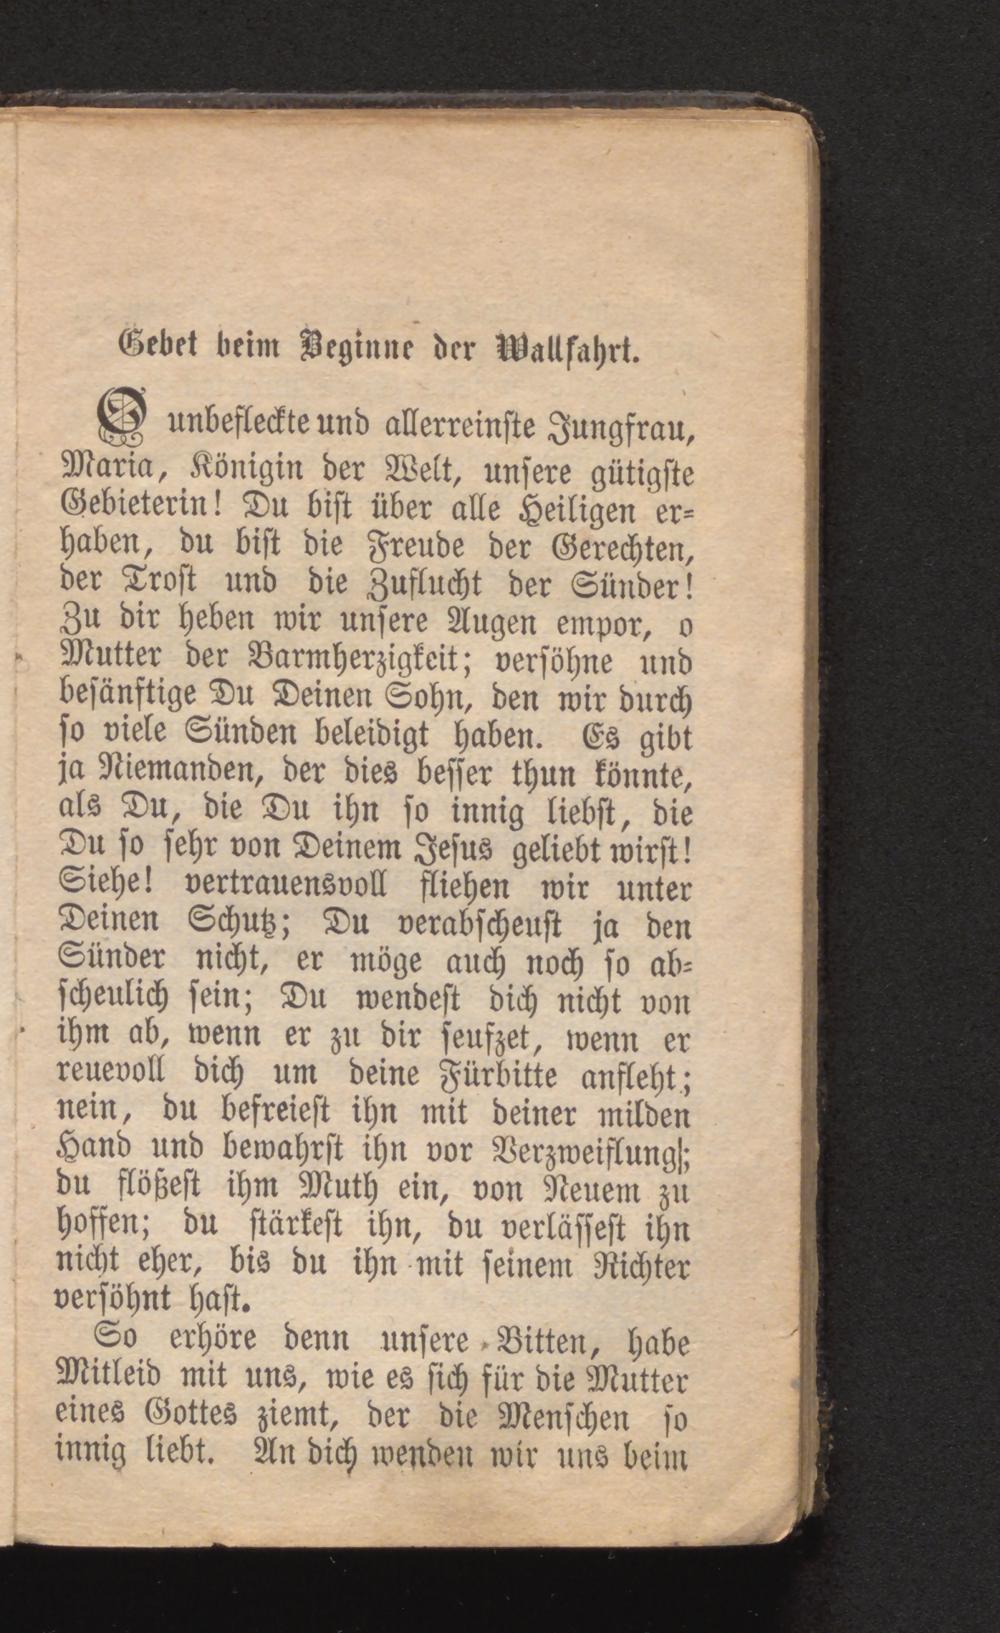 Gebet beim Beginne der Wallfahrt.
O unbefleckte und allerreinste Jungfrau,
Maria, Königin der Welt, unsere gütigste
Gebieterin! Du bist über alle Heiligen er-
haben, du bist die Freude der Gerechten,
der Trost und die Zuflucht der Sünder!
Zu dir heben wir unsere Augen empor, o
Mutter der Barmherzigkeit; versöhne und
besänftige Du Deinen Sohn, den wir durch
so viele Sünden beleidigt haben. Es gibt
ja Niemanden, der dies besser thun könnte,
als Du, die Du ihn so innig liebst, die
Du so sehr von Deinem Jesus geliebt wirst!
Siehe! vertrauensvoll fliehen wir unter
Deinen Schutz; Du verabscheust ja den
Sünder nicht, er möge auch noch so ab-
scheulich sein; Du wendest dich nicht von
ihm ab, wenn er zu dir seufzet, wenn er
reuevoll dich um deine Fürbitte anfleht;
nein, du befreiest ihn mit deiner milden
Hand und bewahrst ihn vor Verzweiflung;
du flößest ihm Muth ein, von Neuem zu
hoffen; du stärkest ihn, du verlässest ihn
nicht eher, bis du ihn mit seinem Richter
versöhnt hast.
So erhöre denn unsere Bitten, habe
Mitleid mit uns, wie es sich für die Mutter
eines Gottes ziemt, der die Menschen so
innig liebt. An dich wenden wir uns beim